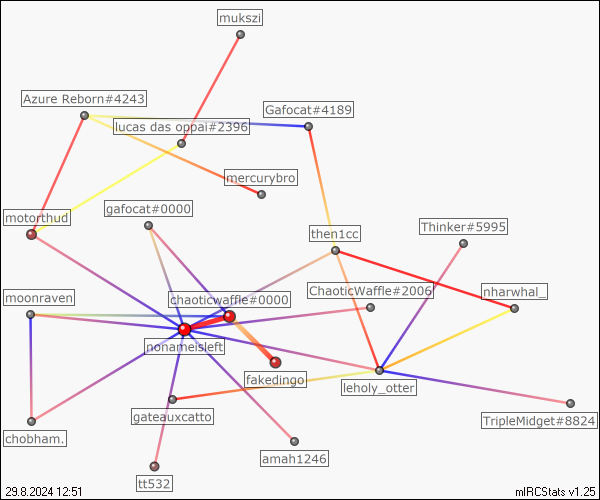 mukszi
Azure Reborn#4243
Gafocat#4189
lucas das oppai#2396
mercurybro
gafocat#0000
motorthud
Thinker#5995
then1cc
ChaoticWaffle#2006
nharwhal_
moonraven
chaoticwaffle#0000
nonameisleft
fakedingo
leholy_otter
gateauxcatto
TripleMidget#8824
chobham.
amah1246
tt532
29.8.2024 12:51
mIRCStats v1.25